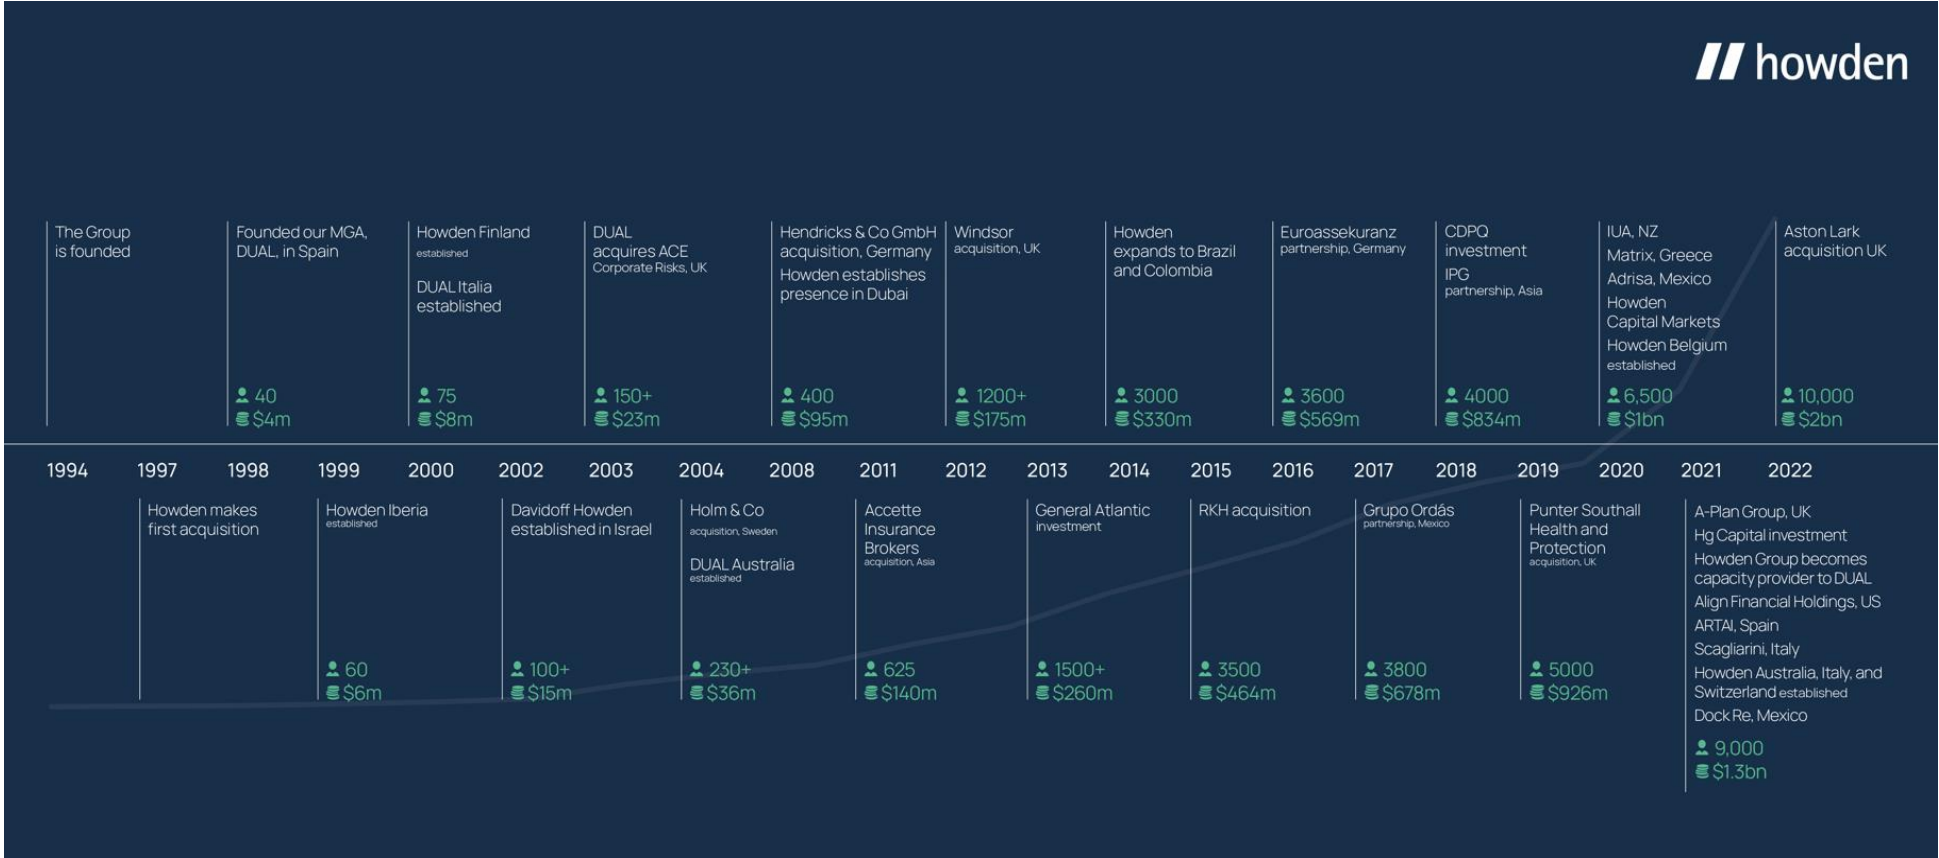 howden
The Group
is founded
Founded our MGA,
DUAL, in Spain
40
$4m
Howden Finland
established
DUAL Italia
established
75
$8m
DUAL
acquires ACE
Corporate Risks, UK
150+
$23m
Hendricks & Co GmbH
acquisition, Germany
Howden establishes
presence in Dubai
400
$95m
Windsor
acquisition, UK
1200+
$175m
Howden
expands to Brazil
and Colombia
3000
$330m
Euroassekuranz
partnership, Germany
3600
$569m
CDPQ
investment
IPG
partnership, Asia
4000
$834m
IUA, NZ
Matrix, Greece
Adrisa, Mexico
Howden
Capital Markets
Howden Belgium
established
6,500
$1bn
Aston Lark
acquisition UK
10,000
$2bn
1994 1997 1998 1999 2000 2002 2003 2004 2008 2011 2012 2013 2014 2015 2016 2017 2018 2019 2020 2021 2022
Howden makes
first acquisition
Howden Iberia
established
60
$6m
Davidoff Howden
established in Israel
100+
$15m
Holm & Co
acquisition, Sweden
DUAL Australia
established
230+
$36m
Accette
Insurance
Brokers
acquisition, Asia
625
$140m
General Atlantic
investment
1500+
$260m
RKH acquisition
3500
$464m
Grupo Ordás
partnership, Mexico
3800
$678m
Punter Southall
Health and
Protection
acquisition, UK
5000
$926m
A-Plan Group, UK
Hg Capital investment
Howden Group becomes
capacity provider to DUAL
Align Financial Holdings, US
ARTAI, Spain
Scagliarini, Italy
Howden Australia, Italy, and
Switzerland established
Dock Re, Mexico
9,000
$1.3bn